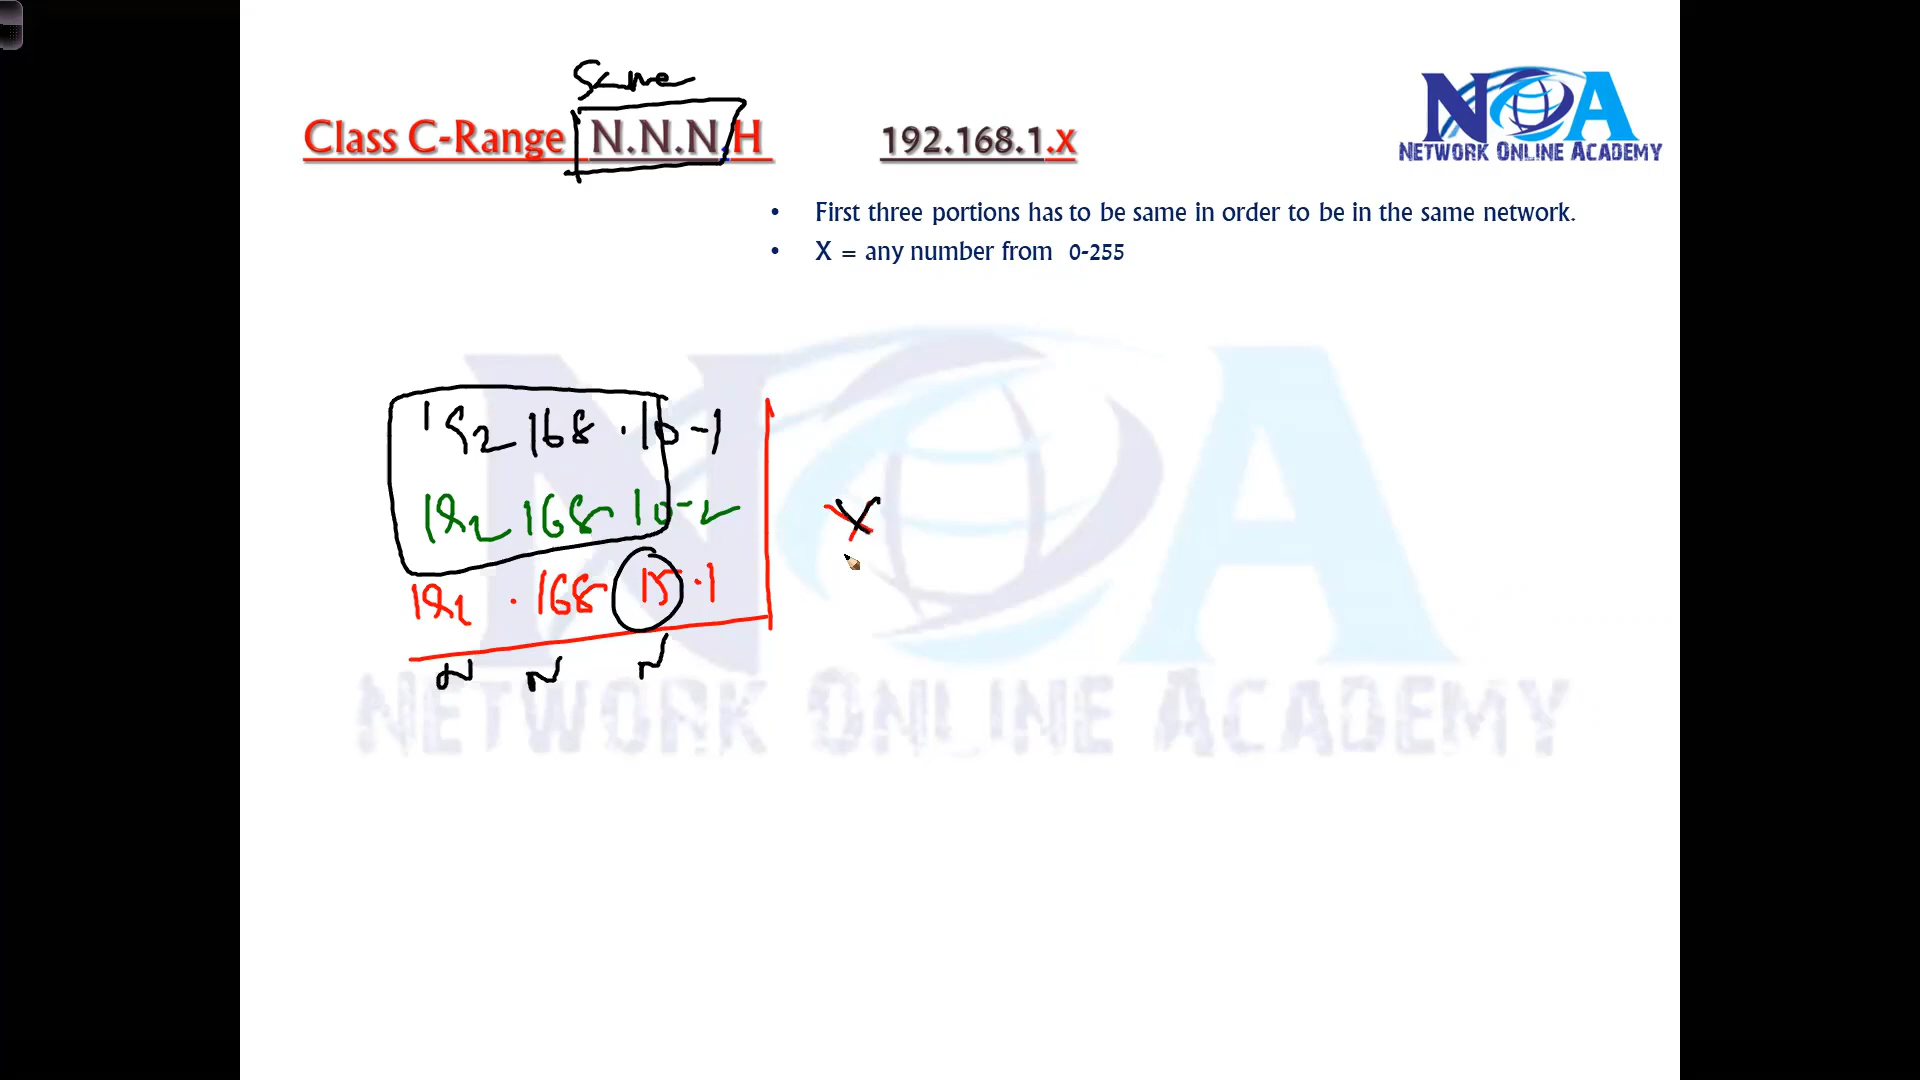 Same
Class C-Range N.N.N.H 192.168.1.x
NOA
NETWORK ONLINE ACADEMY
• First three portions has to be same in order to be in the same network.
• X = any number from 0-255
192 168 . 10 - 1
192 168 10 - 2
192 . 168 15 . 1
X
N N N
NOA
NETWORK ONLINE ACADEMY